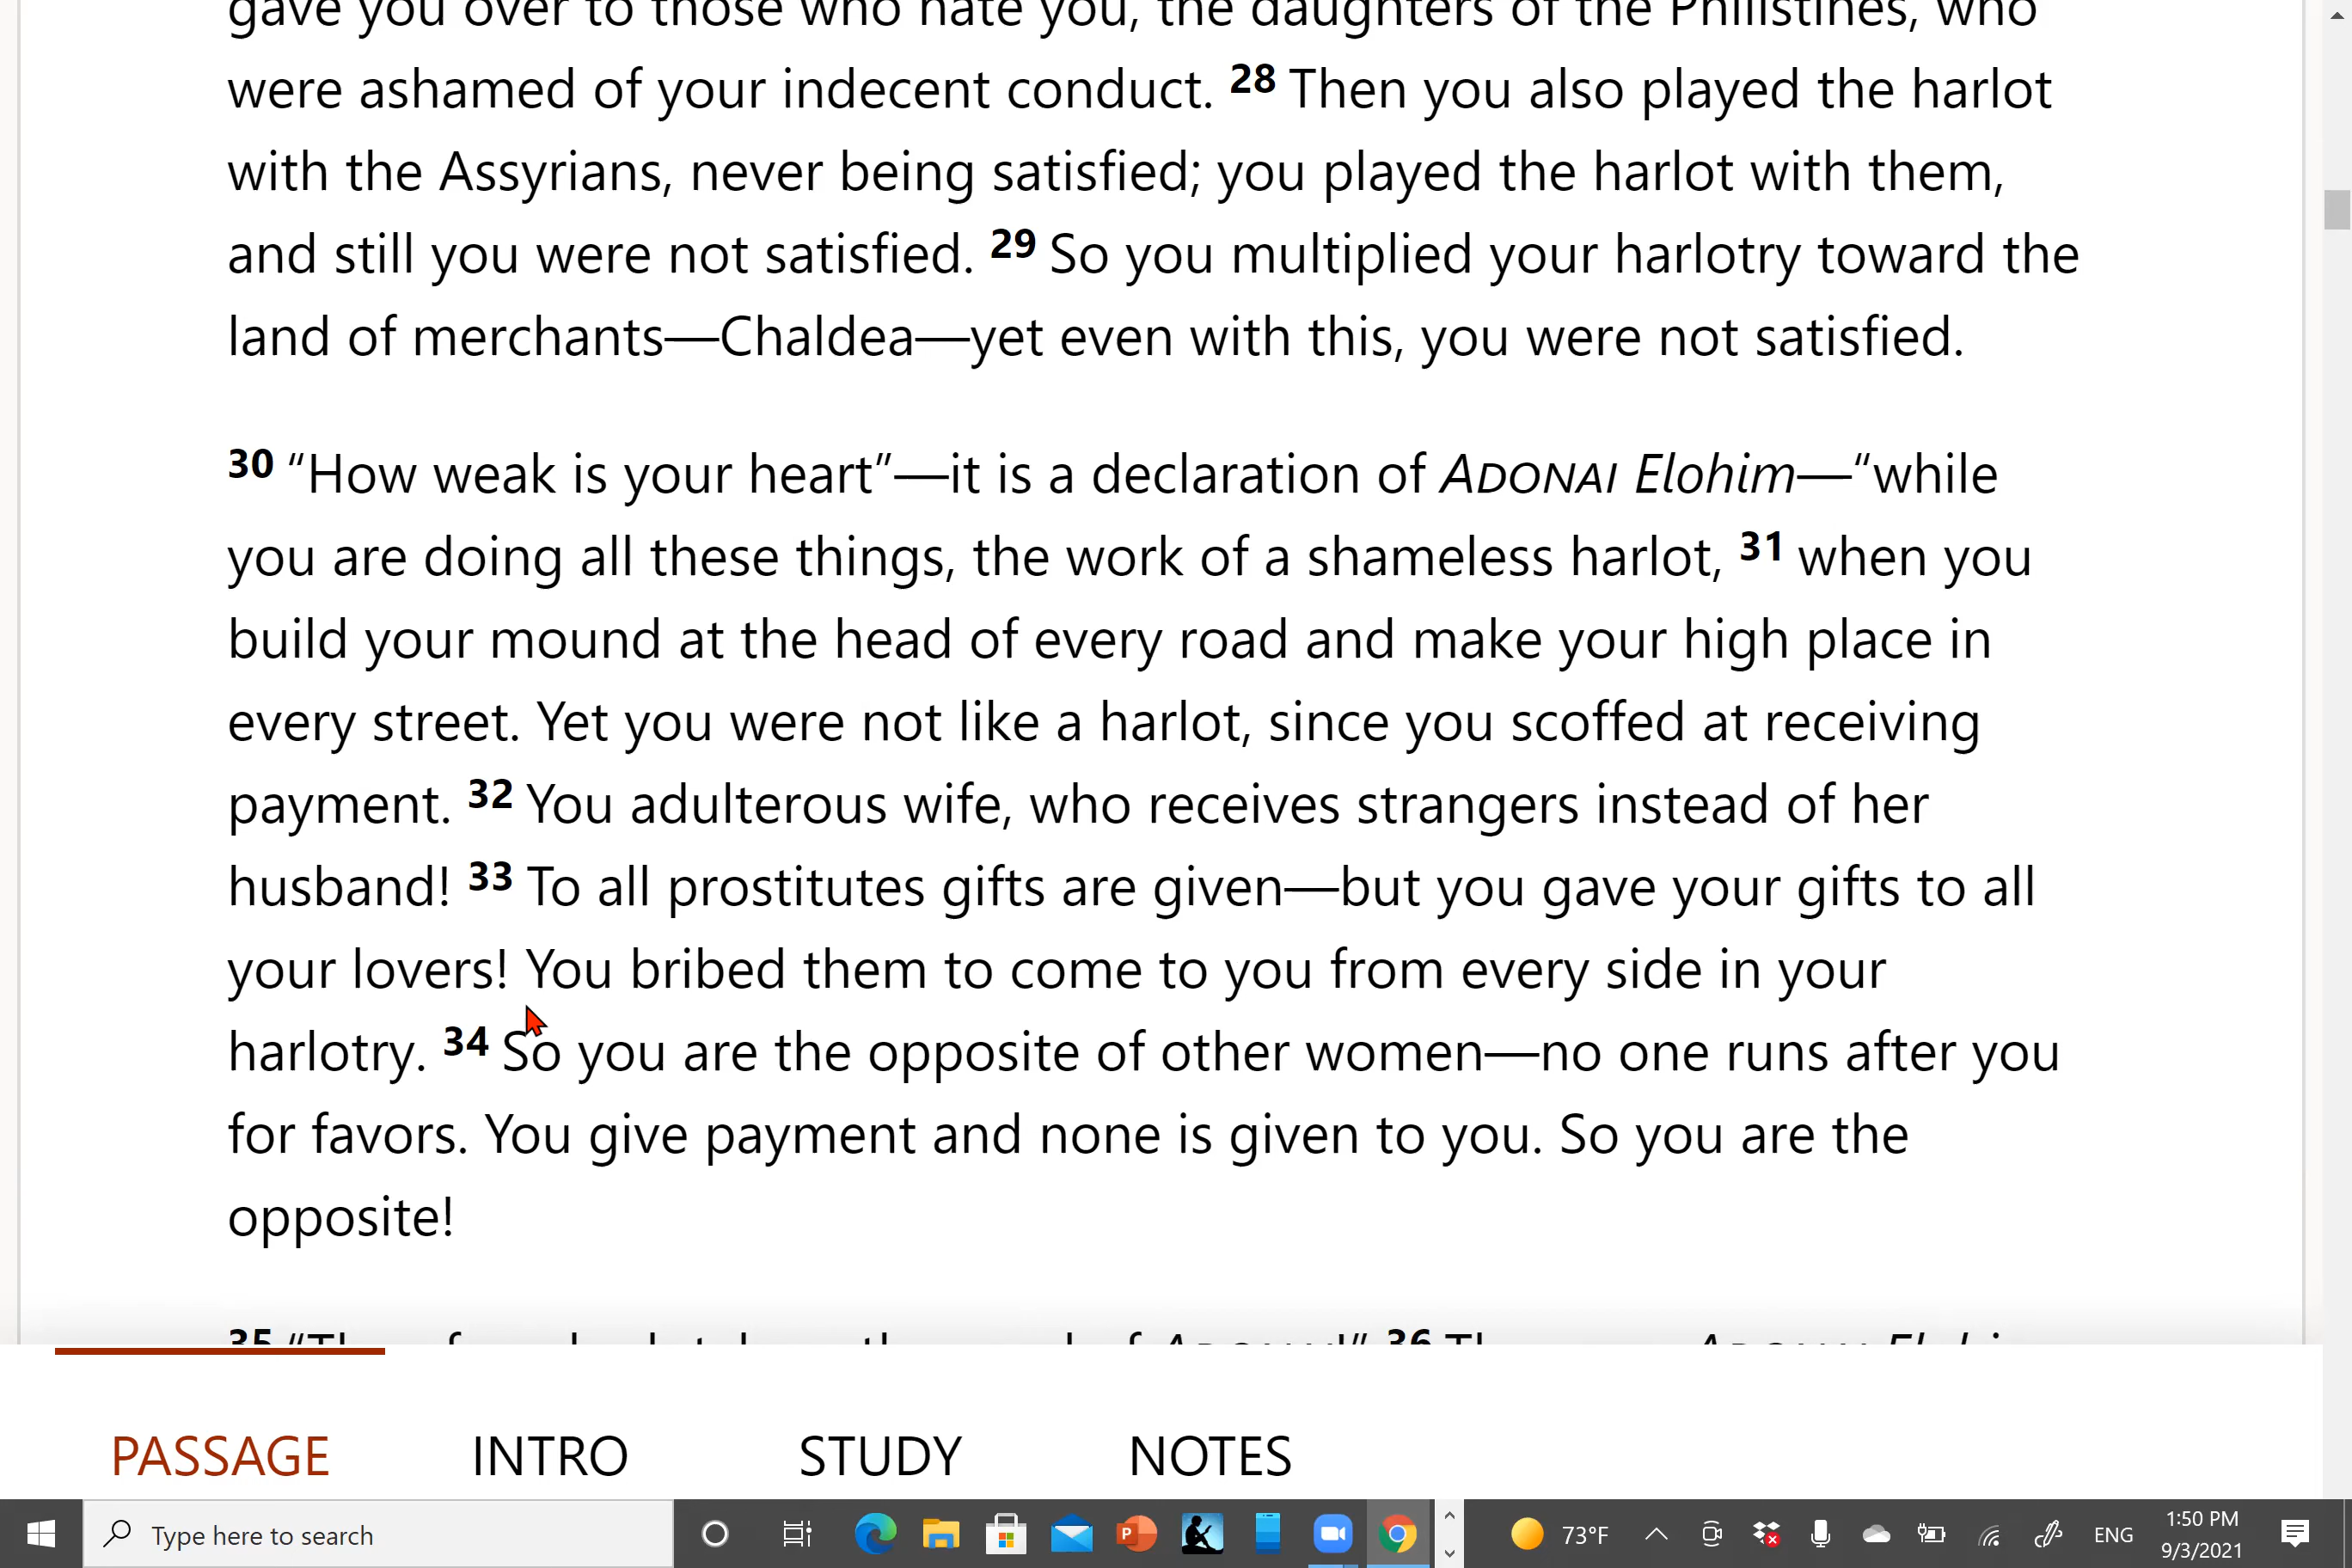 gave you over to those who hate you, the daughters of the Philistines, who
were ashamed of your indecent conduct. 28 Then you also played the harlot
with the Assyrians, never being satisfied; you played the harlot with them,
and still you were not satisfied. 29 So you multiplied your harlotry toward the
land of merchants—Chaldea—yet even with this, you were not satisfied.
30 “How weak is your heart”—it is a declaration of ADONAI Elohim—“while
you are doing all these things, the work of a shameless harlot, 31 when you
build your mound at the head of every road and make your high place in
every street. Yet you were not like a harlot, since you scoffed at receiving
payment. 32 You adulterous wife, who receives strangers instead of her
husband! 33 To all prostitutes gifts are given—but you gave your gifts to all
your lovers! You bribed them to come to you from every side in your
harlotry. 34 So you are the opposite of other women—no one runs after you
for favors. You give payment and none is given to you. So you are the
opposite!
35 ADONAI!” 36
PASSAGE INTRO STUDY NOTES
Type here to search 73°F ENG 1:50 PM
9/3/2021